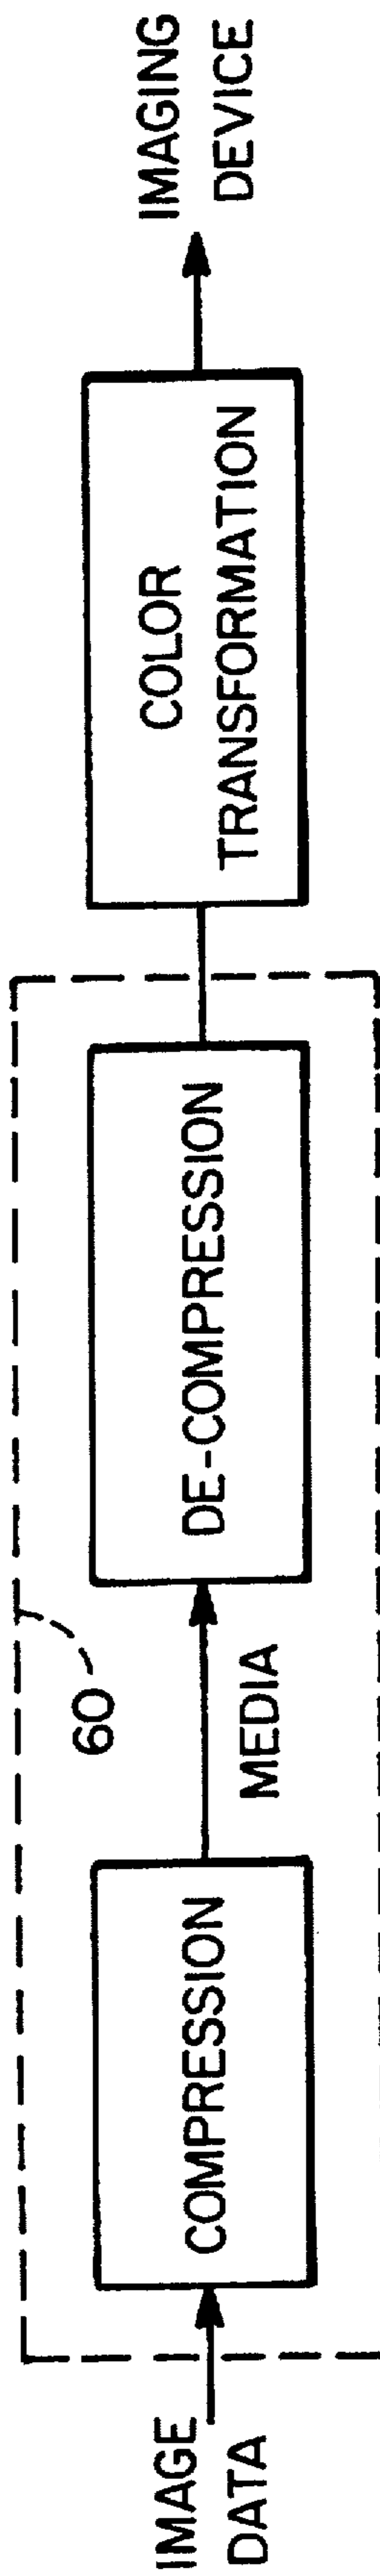 IMAGE
DATA
COMPRESSION
MEDIA
60
DE-COMPRESSION
COLOR
TRANSFORMATION
IMAGING
DEVICE